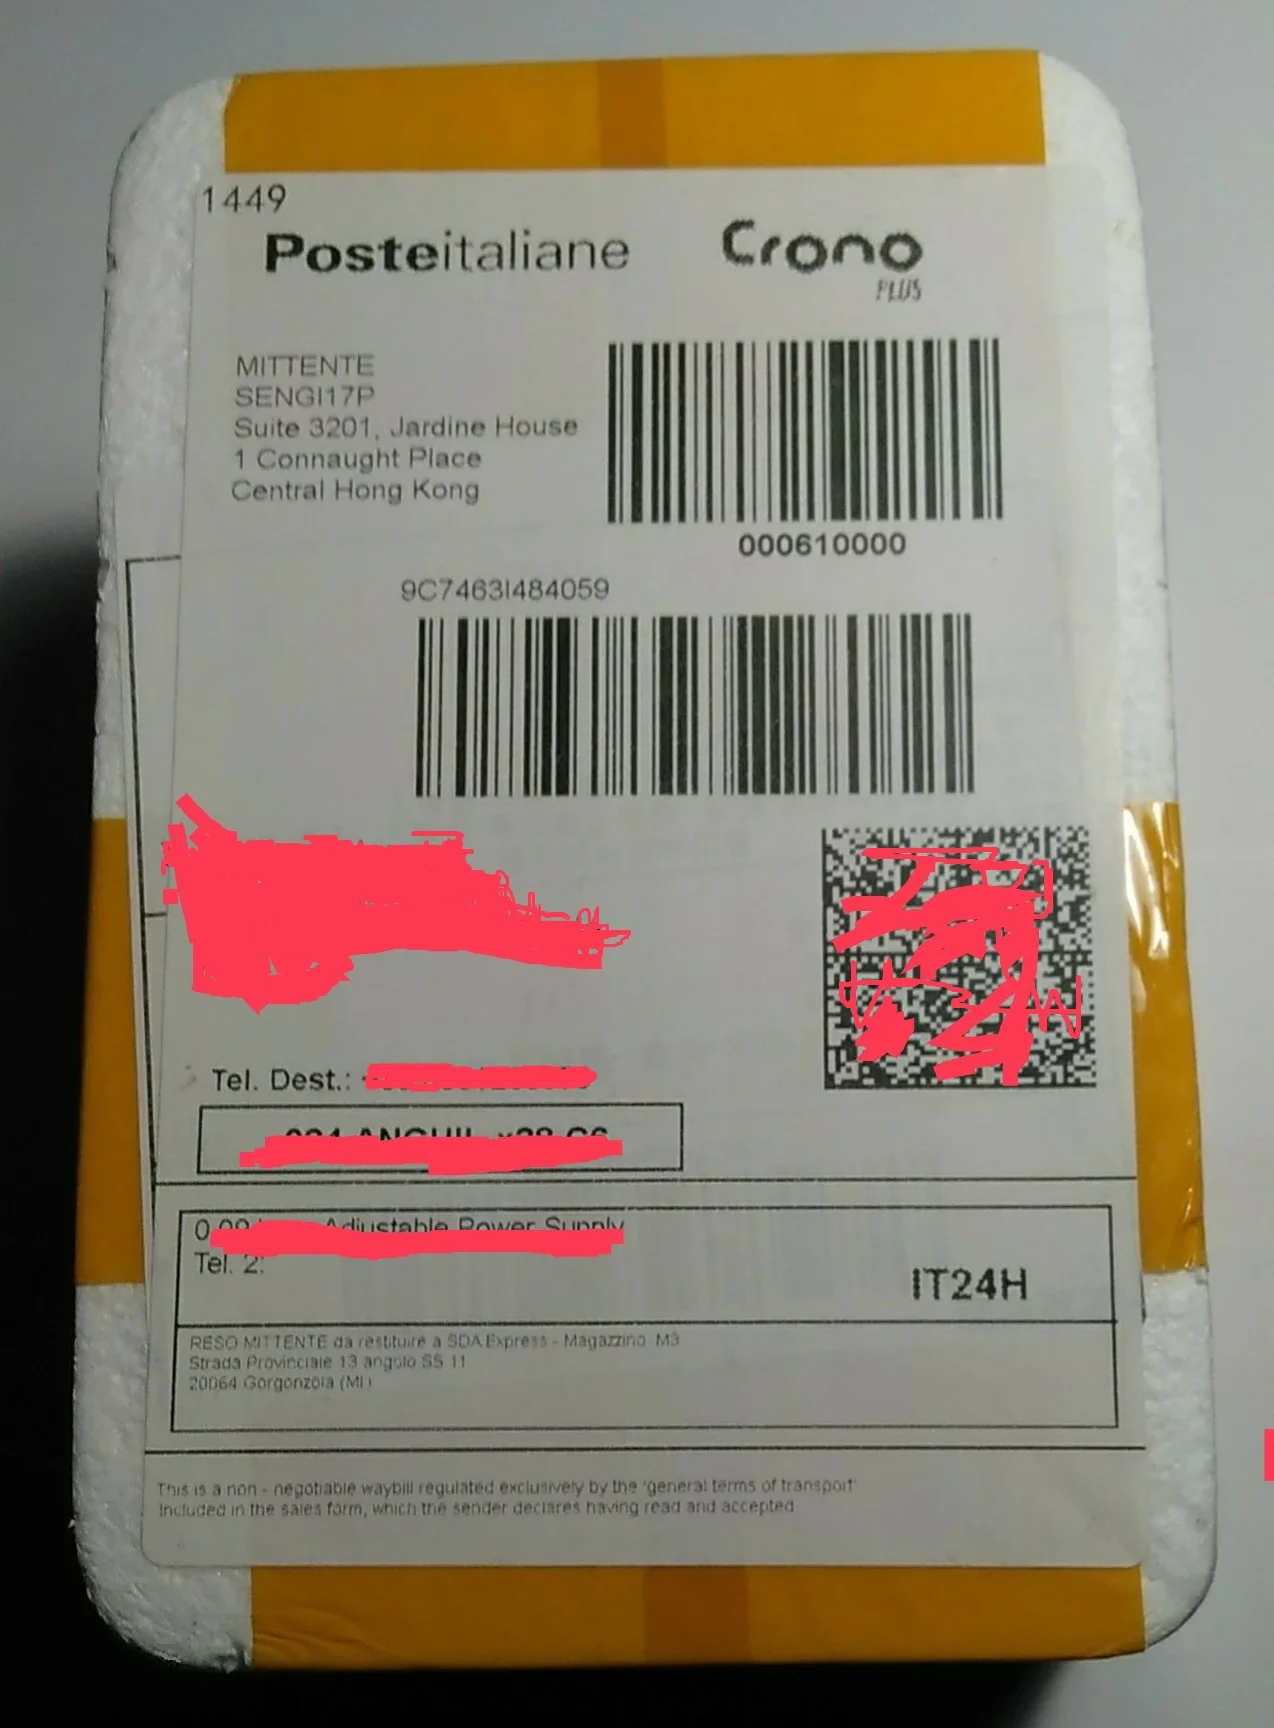 1449
Posteitaliane
Crono
PLUS
MITTENTE
SENGI17P
Suite 3201, Jardine House
1 Connaught Place
Central Hong Kong
000610000
9C7463I484059
Tel. Dest.:
Adjustable Power Supply
Tel. 2:
IT24H
RESO MITTENTE da restituire a SDA Express - Magazzino M3
Strada Provinciale 13 angolo SS 11
20064 Gorgonzola (MI)
This is a non - negotiable waybill regulated exclusively by the 'general terms of transport'
Included in the sales form, which the sender declares having read and accepted